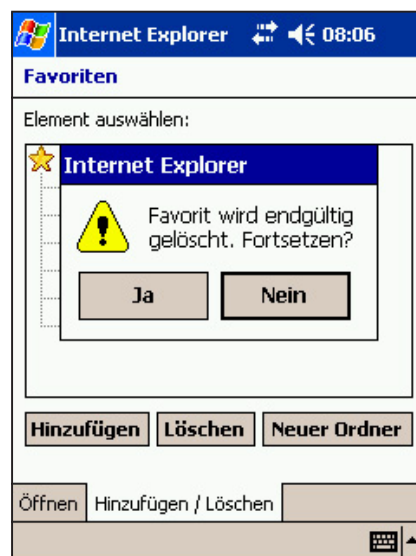 Internet Explorer 08:06
Favoriten
Element auswählen:
Internet Explorer
Favorit wird endgültig
gelöscht. Fortsetzen?
Ja Nein
Hinzufügen Löschen Neuer Ordner
Öffnen Hinzufügen / Löschen